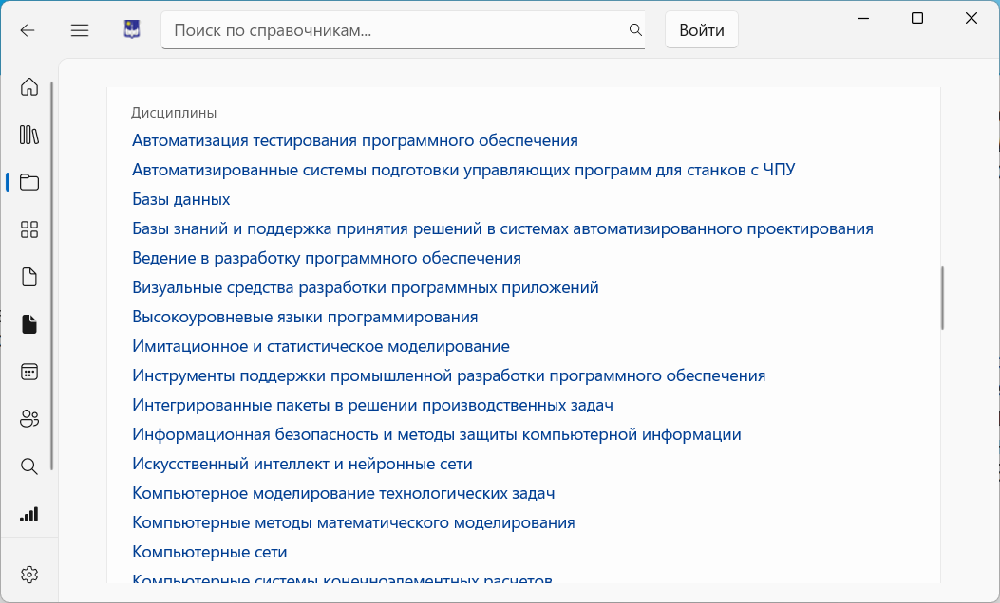 Поиск по справочникам...
Войти
Дисциплины
Автоматизация тестирования программного обеспечения
Автоматизированные системы подготовки управляющих программ для станков с ЧПУ
Базы данных
Базы знаний и поддержка принятия решений в системах автоматизированного проектирования
Ведение в разработку программного обеспечения
Визуальные средства разработки программных приложений
Высокоуровневые языки программирования
Имитационное и статистическое моделирование
Инструменты поддержки промышленной разработки программного обеспечения
Интегрированные пакеты в решении производственных задач
Информационная безопасность и методы защиты компьютерной информации
Искусственный интеллект и нейронные сети
Компьютерное моделирование технологических задач
Компьютерные методы математического моделирования
Компьютерные сети
Компьютерные системы конечноэлементных расчетов